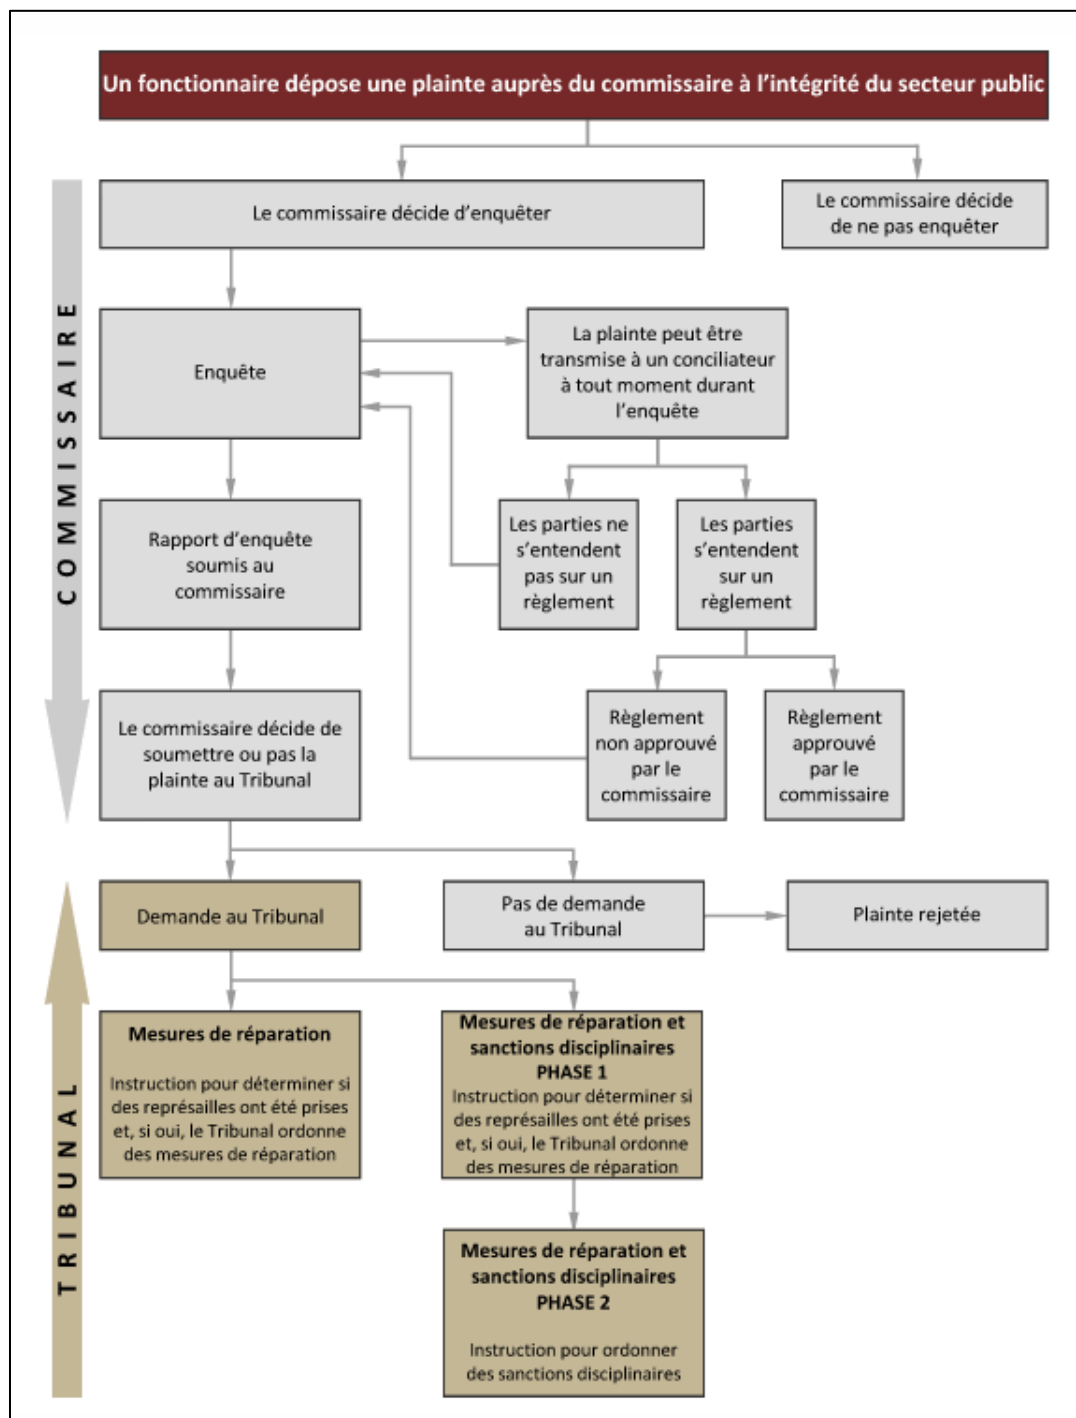 Un fonctionnaire dépose une plainte auprès du commissaire à l'intégrité du secteur public
Le commissaire décide d'enquêter
Le commissaire décide
de ne pas enquêter
COMMISSAIRE
Enquête
La plainte peut être
transmise à un conciliateur
à tout moment durant
l'enquête
Rapport d'enquête
soumis au
commissaire
Les parties ne
s'entendent
pas sur un
règlement
Les parties
s'entendent
sur un
règlement
Le commissaire décide de
soumettre ou pas la
plainte au Tribunal
Règlement
non approuvé
par le
commissaire
Règlement
approuvé
par le
commissaire
TRIBUNAL
Demande au Tribunal
Pas de demande
au Tribunal
Plainte rejetée
Mesures de réparation
Instruction pour déterminer si
des représailles ont été prises
et, si oui, le Tribunal ordonne
des mesures de réparation
Mesures de réparation et
sanctions disciplinaires
PHASE 1
Instruction pour déterminer si
des représailles ont été prises
et, si oui, le Tribunal ordonne
des mesures de réparation
Mesures de réparation et
sanctions disciplinaires
PHASE 2
Instruction pour ordonner
des sanctions disciplinaires